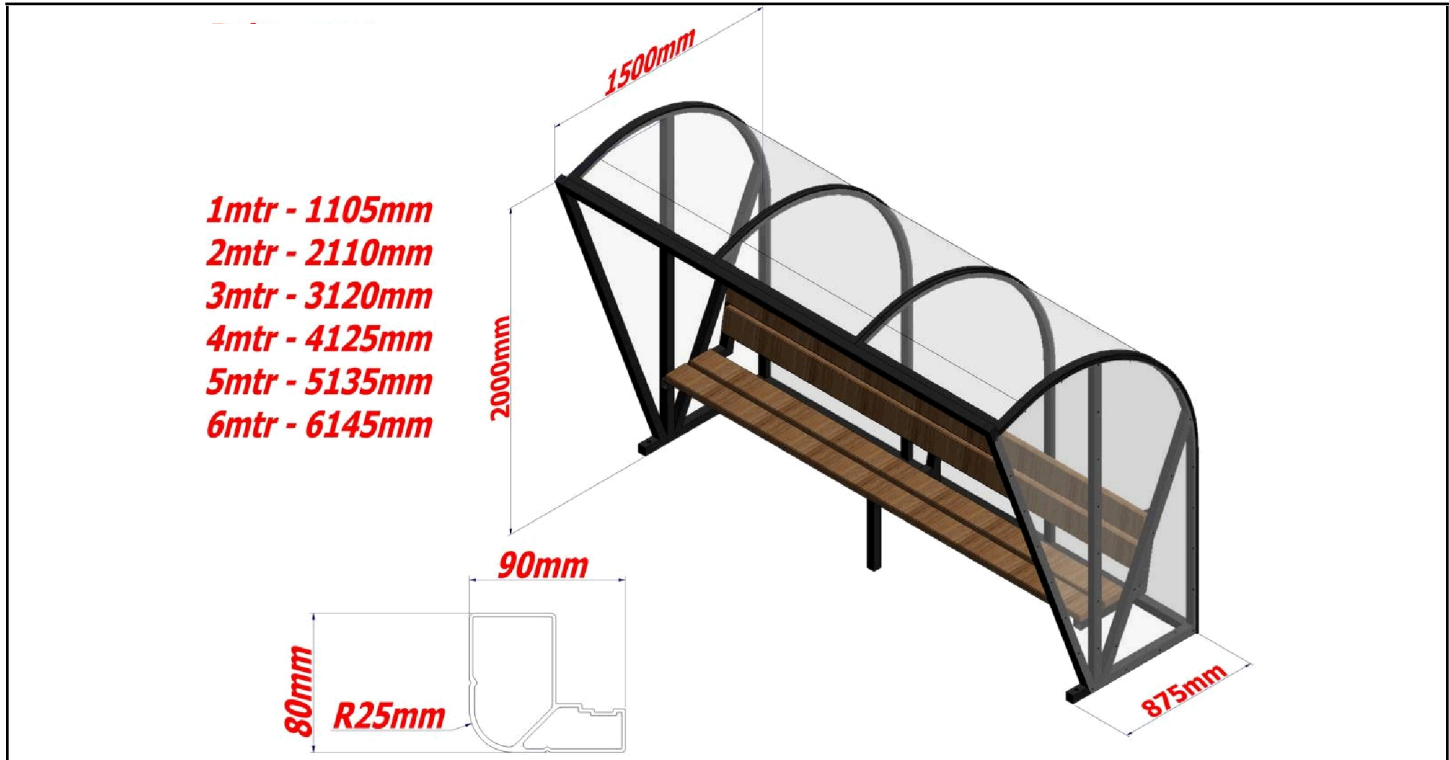 1500mm
1mtr - 1105mm
2mtr - 2110mm
3mtr - 3120mm
4mtr - 4125mm
5mtr - 5135mm
6mtr - 6145mm
2000mm
90mm
80mm
R25mm
875mm